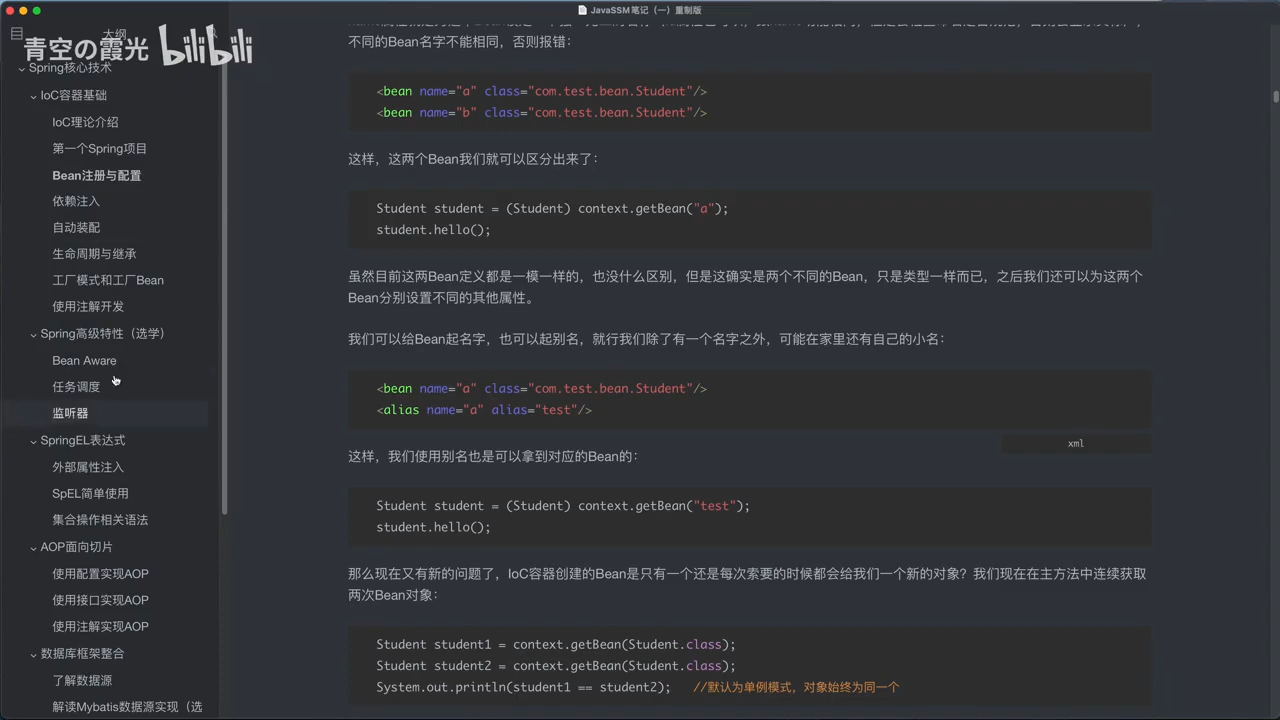 JavaSSM笔记（一）重制版
大纲
青空の霞光 bilibili
Spring核心技术
IoC容器基础
IoC理论介绍
第一个Spring项目
Bean注册与配置
依赖注入
自动装配
生命周期与继承
工厂模式和工厂Bean
使用注解开发
Spring高级特性（选学）
Bean Aware
任务调度
监听器
SpringEL表达式
外部属性注入
SpEL简单使用
集合操作相关语法
AOP面向切片
使用配置实现AOP
使用接口实现AOP
使用注解实现AOP
数据库框架整合
了解数据源
解读Mybatis数据源实现（选
不同的Bean名字不能相同，否则报错：
<bean name="a" class="com.test.bean.Student"/>
<bean name="b" class="com.test.bean.Student"/>
这样，这两个Bean我们就可以区分出来了：
Student student = (Student) context.getBean("a");
student.hello();
虽然目前这两Bean定义都是一模一样的，也没什么区别，但是这确实是两个不同的Bean，只是类型一样而已，之后我们还可以为这两个
Bean分别设置不同的其他属性。
我们可以给Bean起名字，也可以起别名，就行我们除了有一个名字之外，可能在家里还有自己的小名：
<bean name="a" class="com.test.bean.Student"/>
<alias name="a" alias="test"/>
xml
这样，我们使用别名也是可以拿到对应的Bean的：
Student student = (Student) context.getBean("test");
student.hello();
那么现在又有新的问题了，IoC容器创建的Bean是只有一个还是每次索要的时候都会给我们一个新的对象？我们现在在主方法中连续获取
两次Bean对象：
Student student1 = context.getBean(Student.class);
Student student2 = context.getBean(Student.class);
System.out.println(student1 == student2);   //默认为单例模式，对象始终为同一个